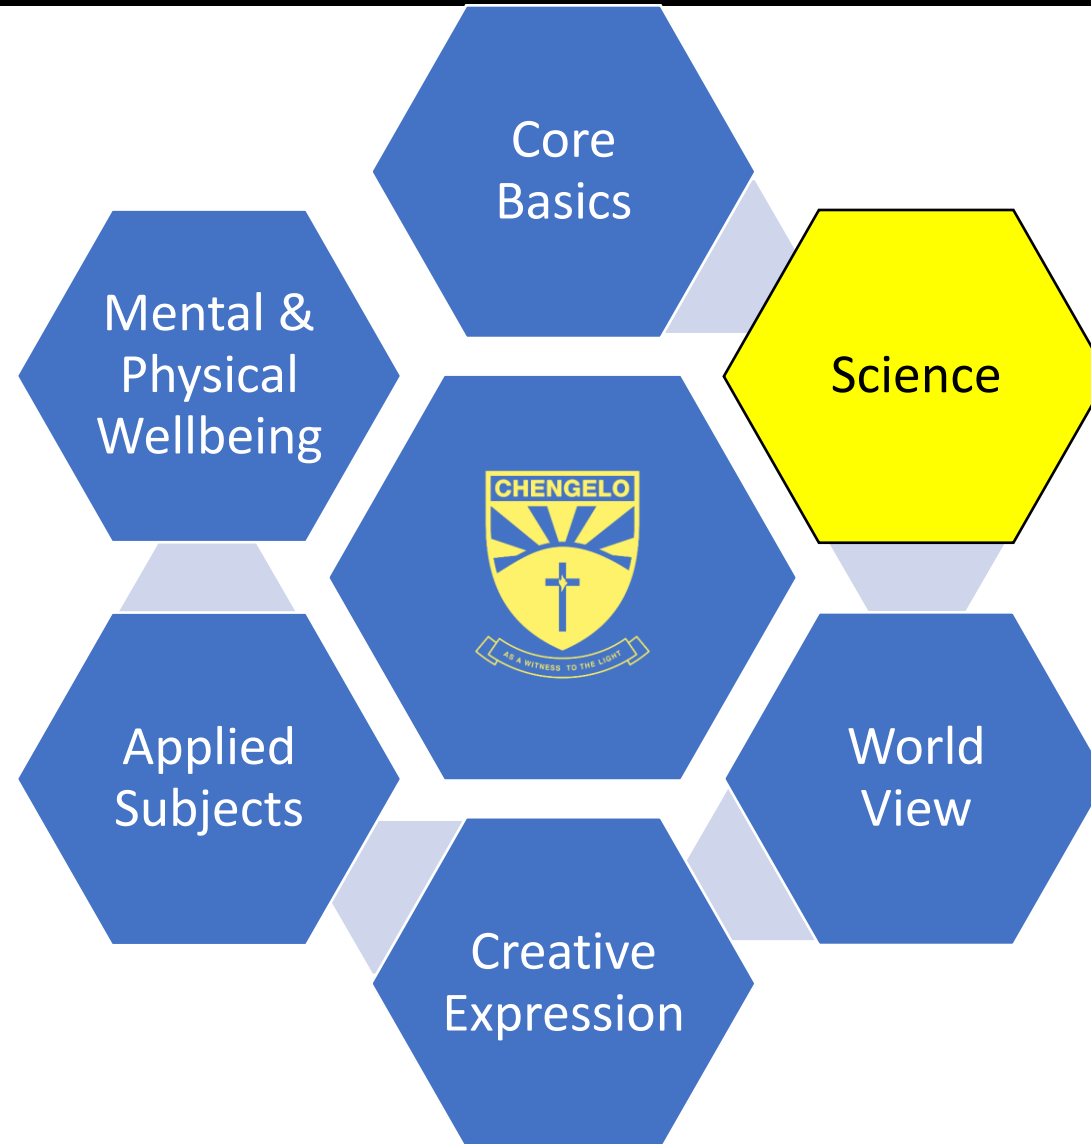 Core
Basics
Science
Mental &
Physical
Wellbeing
CHENGELO
AS A WITNESS TO THE LIGHT
World
View
Applied
Subjects
Creative
Expression